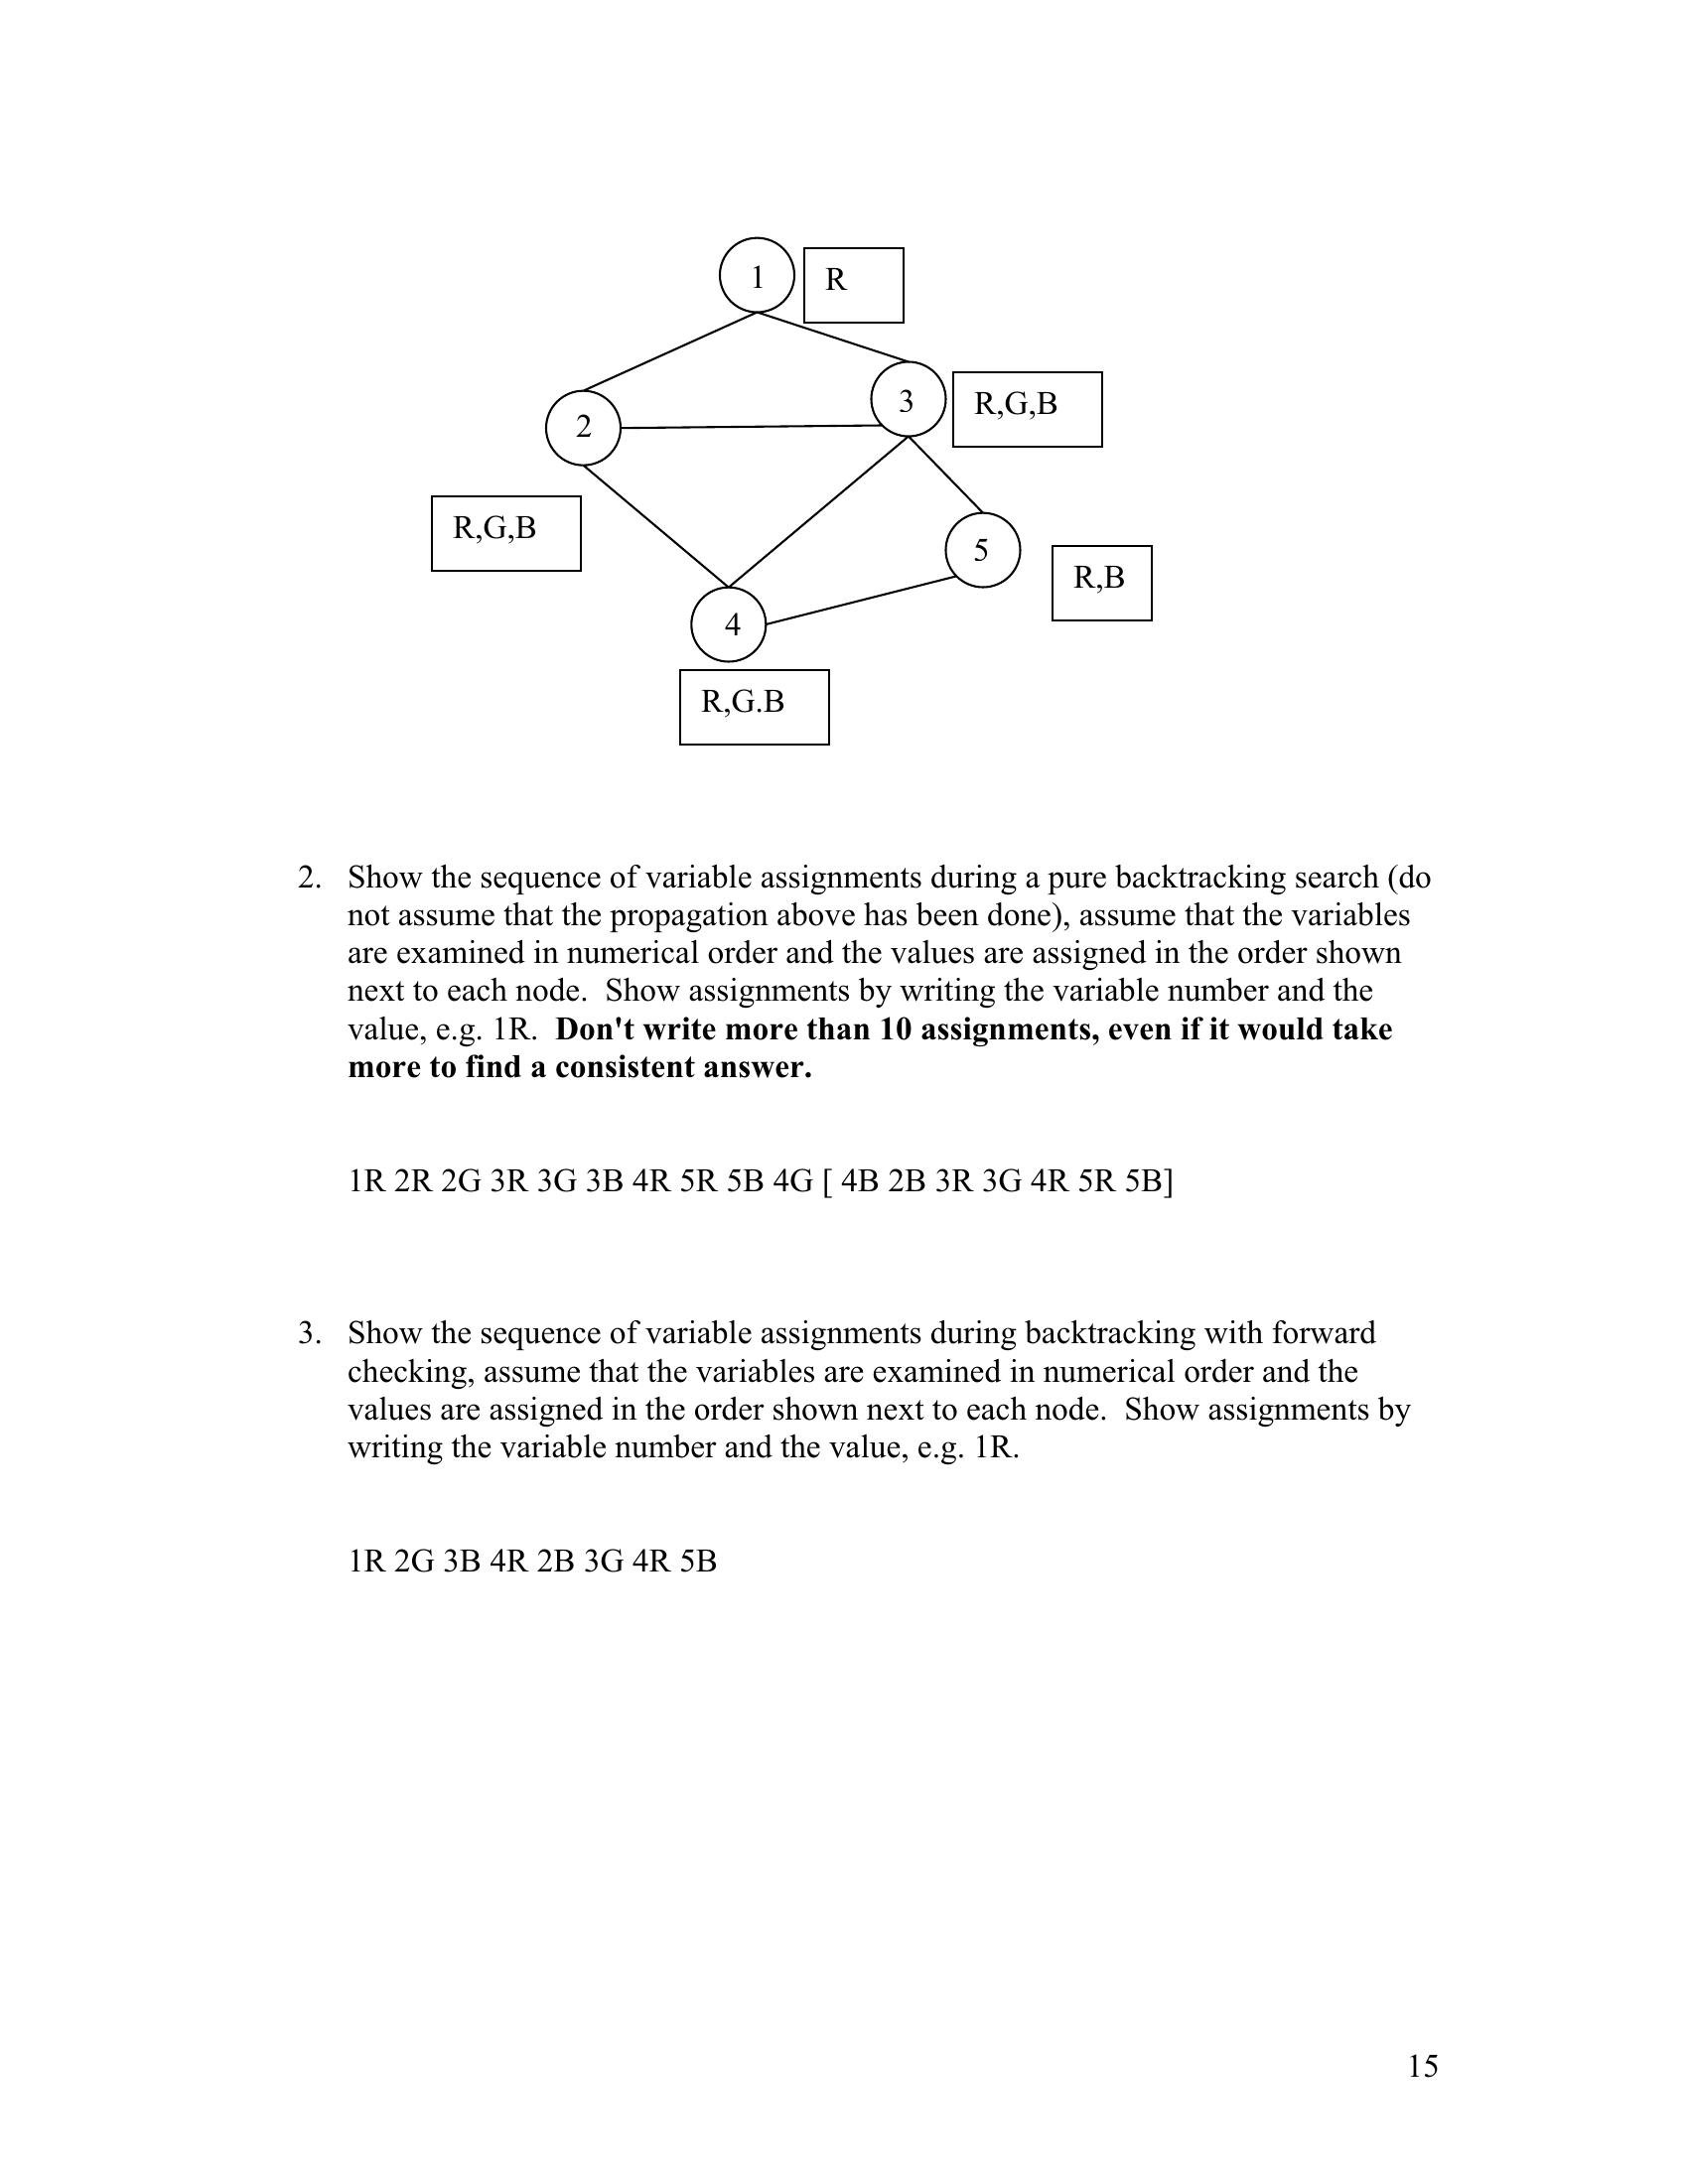 1
R
3
R,G,B
2
R,G,B
5
R,B
4
R,G.B
2. Show the sequence of variable assignments during a pure backtracking search (do
not assume that the propagation above has been done), assume that the variables
are examined in numerical order and the values are assigned in the order shown
next to each node.  Show assignments by writing the variable number and the
value, e.g. 1R.  Don't write more than 10 assignments, even if it would take
more to find a consistent answer.
1R 2R 2G 3R 3G 3B 4R 5R 5B 4G [ 4B 2B 3R 3G 4R 5R 5B]
3. Show the sequence of variable assignments during backtracking with forward
checking, assume that the variables are examined in numerical order and the
values are assigned in the order shown next to each node.  Show assignments by
writing the variable number and the value, e.g. 1R.
1R 2G 3B 4R 2B 3G 4R 5B
15